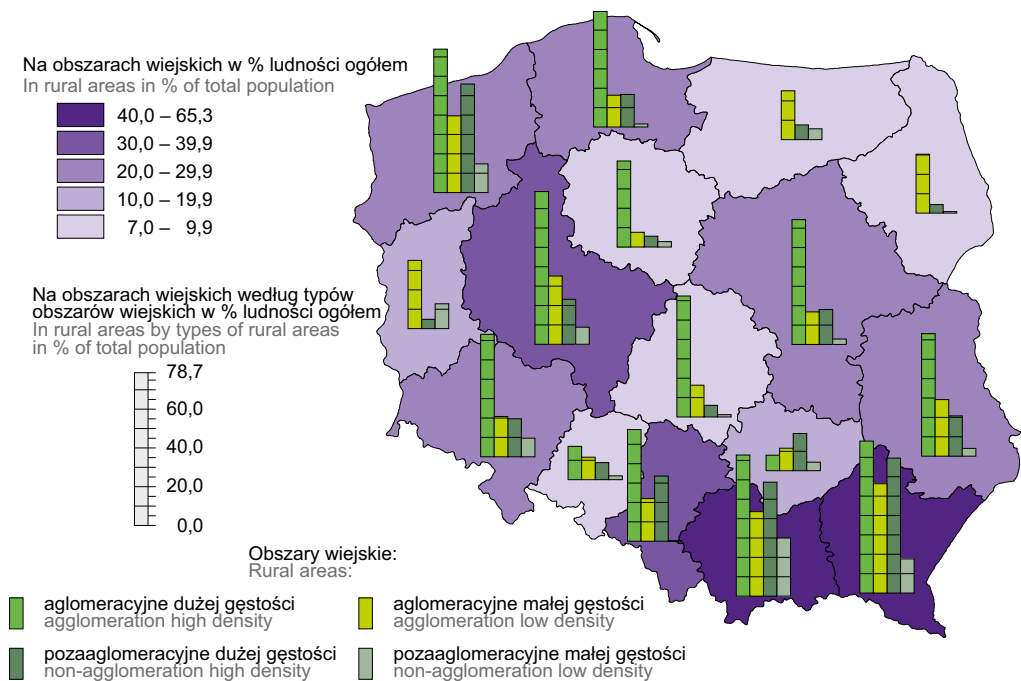 Na obszarach wiejskich w % ludności ogółem
In rural areas in % of total population
40,0 – 65,3
30,0 – 39,9
20,0 – 29,9
10,0 – 19,9
7,0 – 9,9
Na obszarach wiejskich według typów
obszarów wiejskich w % ludności ogółem
In rural areas by types of rural areas
in % of total population
78,7
60,0
40,0
20,0
0,0
Obszary wiejskie:
Rural areas:
aglomeracyjne dużej gęstości
agglomeration high density
aglomeracyjne małej gęstości
agglomeration low density
pozaaglomeracyjne dużej gęstości
non-agglomeration high density
pozaaglomeracyjne małej gęstości
non-agglomeration low density